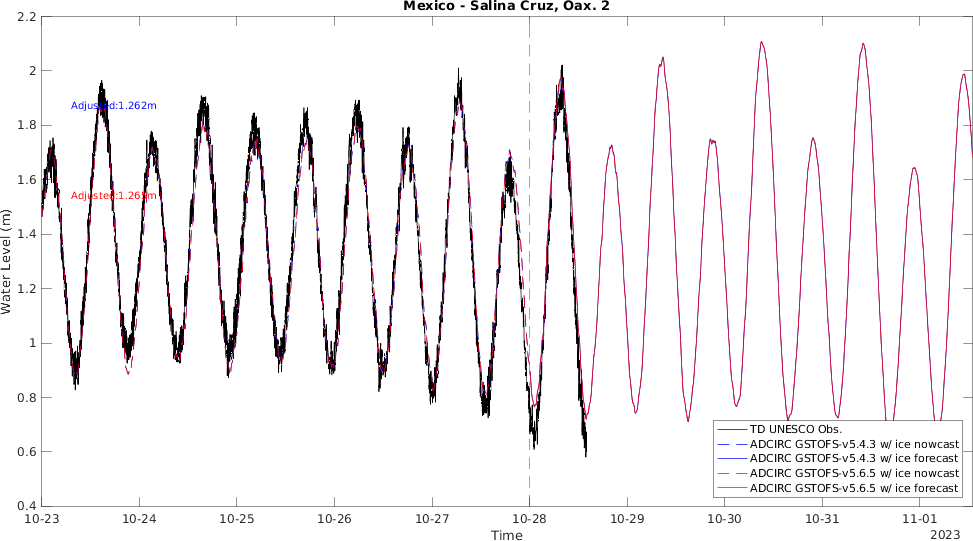 Mexico - Salina Cruz, Oax. 2
2.2
2
1.8
1.6
1.4
1.2
1
0.8
0.6
0.4
Water Level (m)
Adjusted:1.262m
Adjusted:1.265m
TD UNESCO Obs.
ADCIRC GSTOFS-v5.4.3 w/ ice nowcast
ADCIRC GSTOFS-v5.4.3 w/ ice forecast
ADCIRC GSTOFS-v5.6.5 w/ ice nowcast
ADCIRC GSTOFS-v5.6.5 w/ ice forecast
10-23 10-24 10-25 10-26 10-27 10-28 10-29 10-30 10-31 11-01
Time
2023